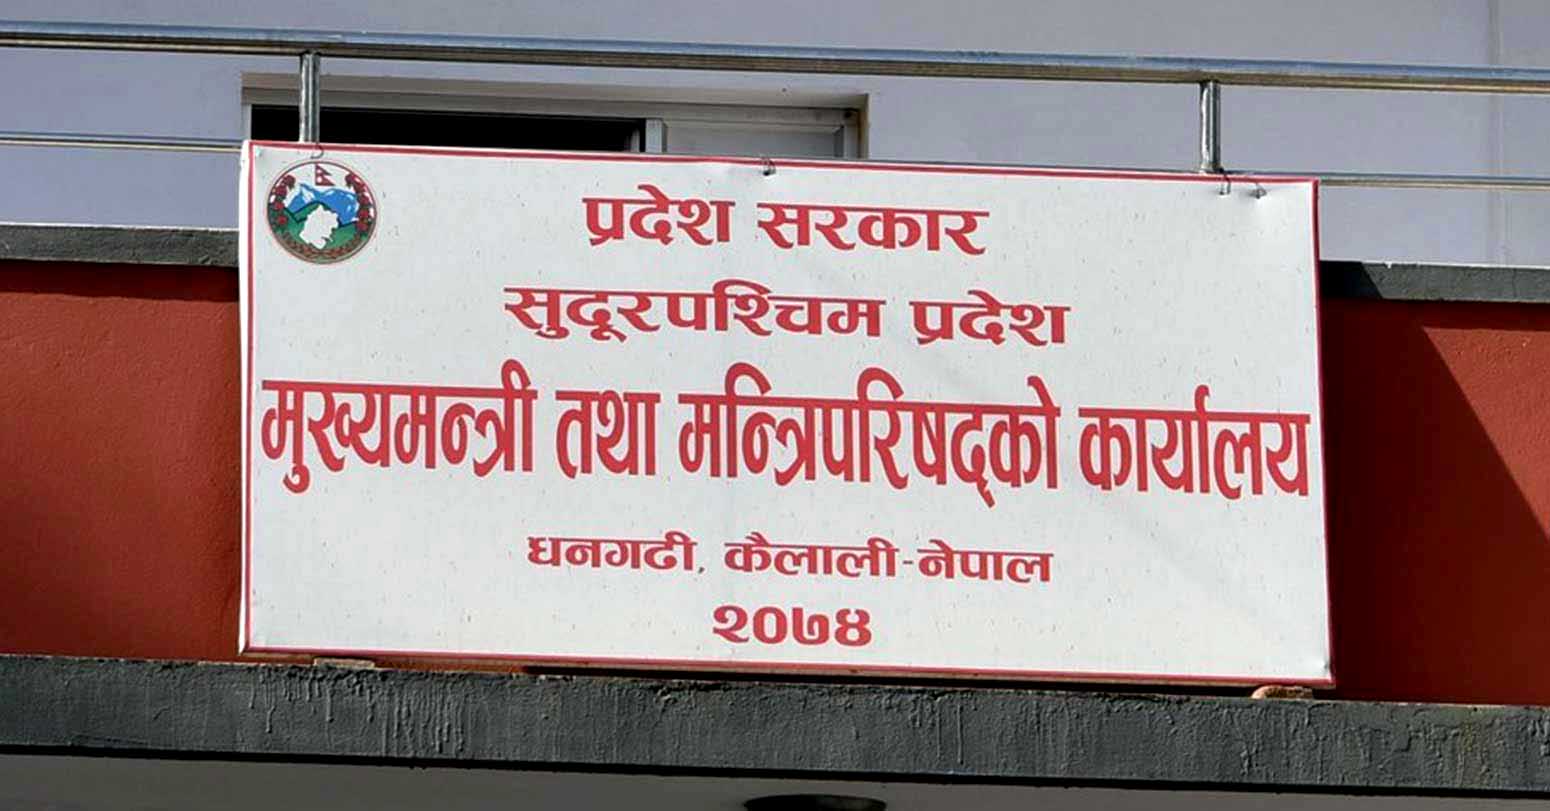 प्रदेश सरकार
सुदूरपश्चिम प्रदेश
मुख्यमन्त्री तथा मन्त्रिपरिषद्को कार्यालय
धनगढी, कैलाली-नेपाल
२०७४